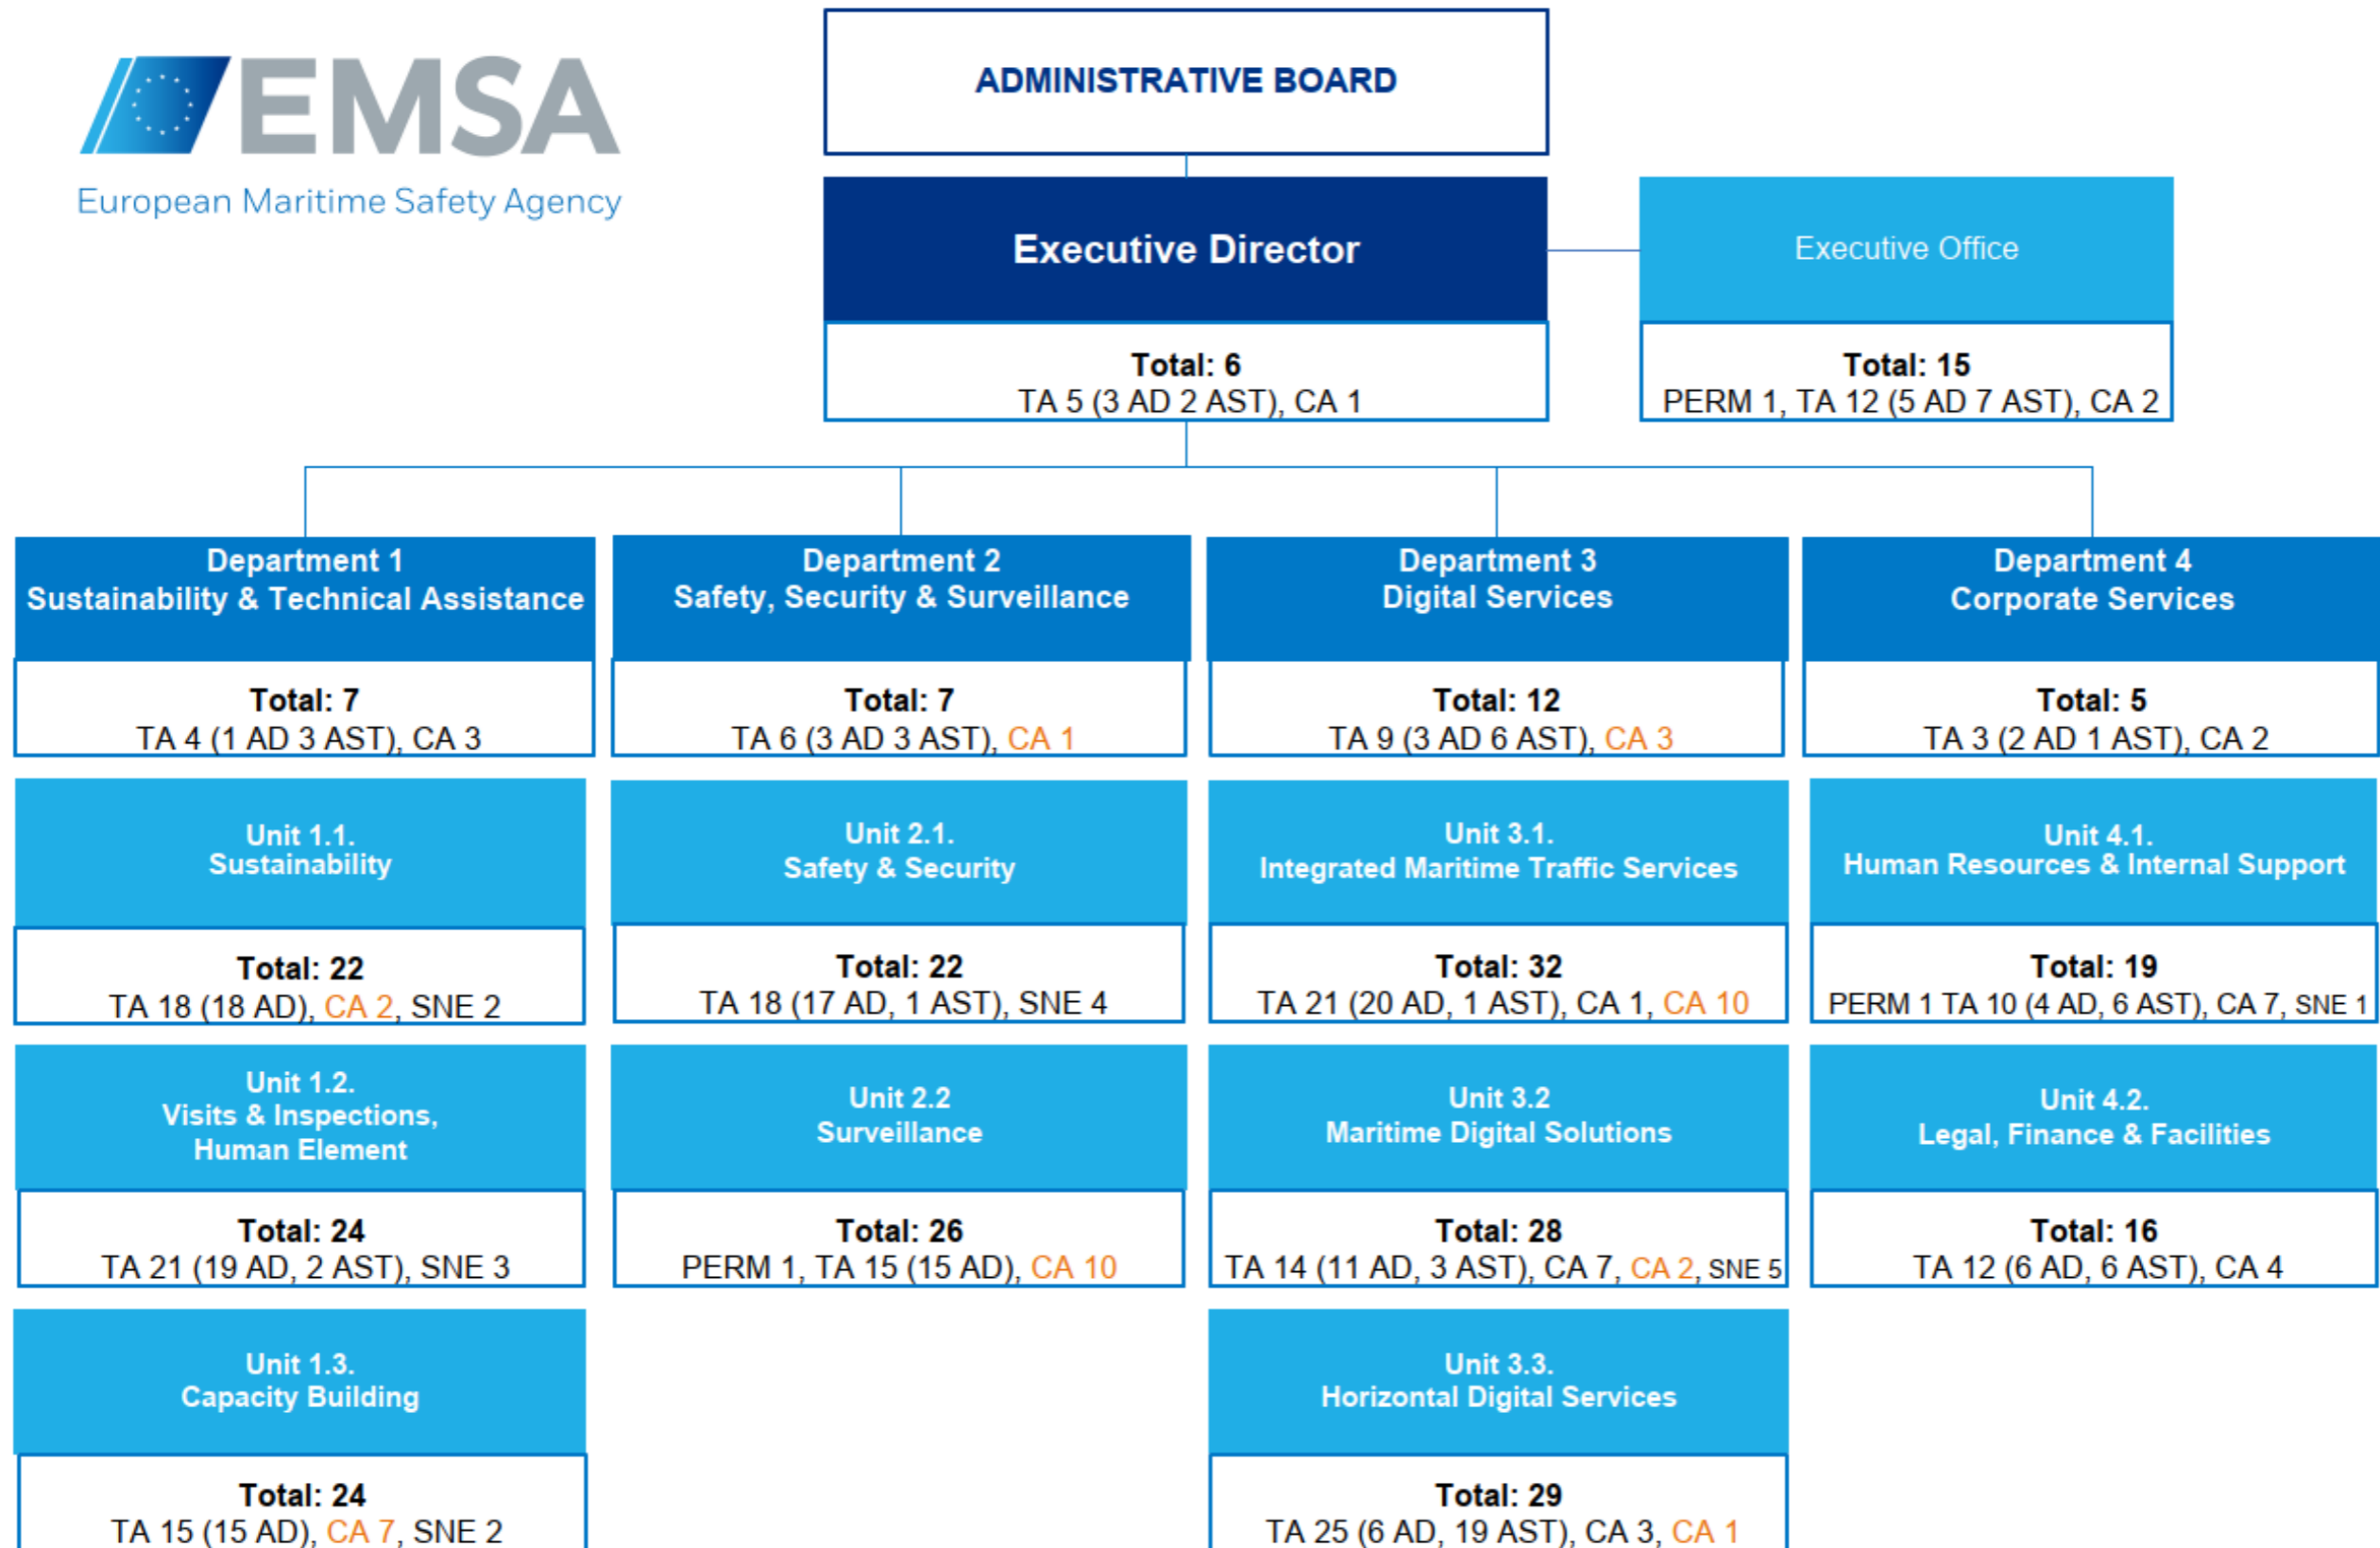 EMSA
European Maritime Safety Agency
ADMINISTRATIVE BOARD
Executive Director
Total: 6
TA 5 (3 AD 2 AST), CA 1
Executive Office
Total: 15
PERM 1, TA 12 (5 AD 7 AST), CA 2
Department 1
Sustainability & Technical Assistance
Total: 7
TA 4 (1 AD 3 AST), CA 3
Unit 1.1.
Sustainability
Total: 22
TA 18 (18 AD), CA 2, SNE 2
Unit 1.2.
Visits & Inspections,
Human Element
Total: 24
TA 21 (19 AD, 2 AST), SNE 3
Unit 1.3.
Capacity Building
Total: 24
TA 15 (15 AD), CA 7, SNE 2
Department 2
Safety, Security & Surveillance
Total: 7
TA 6 (3 AD 3 AST), CA 1
Unit 2.1.
Safety & Security
Total: 22
TA 18 (17 AD, 1 AST), SNE 4
Unit 2.2
Surveillance
Total: 26
PERM 1, TA 15 (15 AD), CA 10
Department 3
Digital Services
Total: 12
TA 9 (3 AD 6 AST), CA 3
Unit 3.1.
Integrated Maritime Traffic Services
Total: 32
TA 21 (20 AD, 1 AST), CA 1, CA 10
Unit 3.2
Maritime Digital Solutions
Total: 28
TA 14 (11 AD, 3 AST), CA 7, CA 2, SNE 5
Unit 3.3.
Horizontal Digital Services
Total: 29
TA 25 (6 AD, 19 AST), CA 3, CA 1
Department 4
Corporate Services
Total: 5
TA 3 (2 AD 1 AST), CA 2
Unit 4.1.
Human Resources & Internal Support
Total: 19
PERM 1 TA 10 (4 AD, 6 AST), CA 7, SNE 1
Unit 4.2.
Legal, Finance & Facilities
Total: 16
TA 12 (6 AD, 6 AST), CA 4